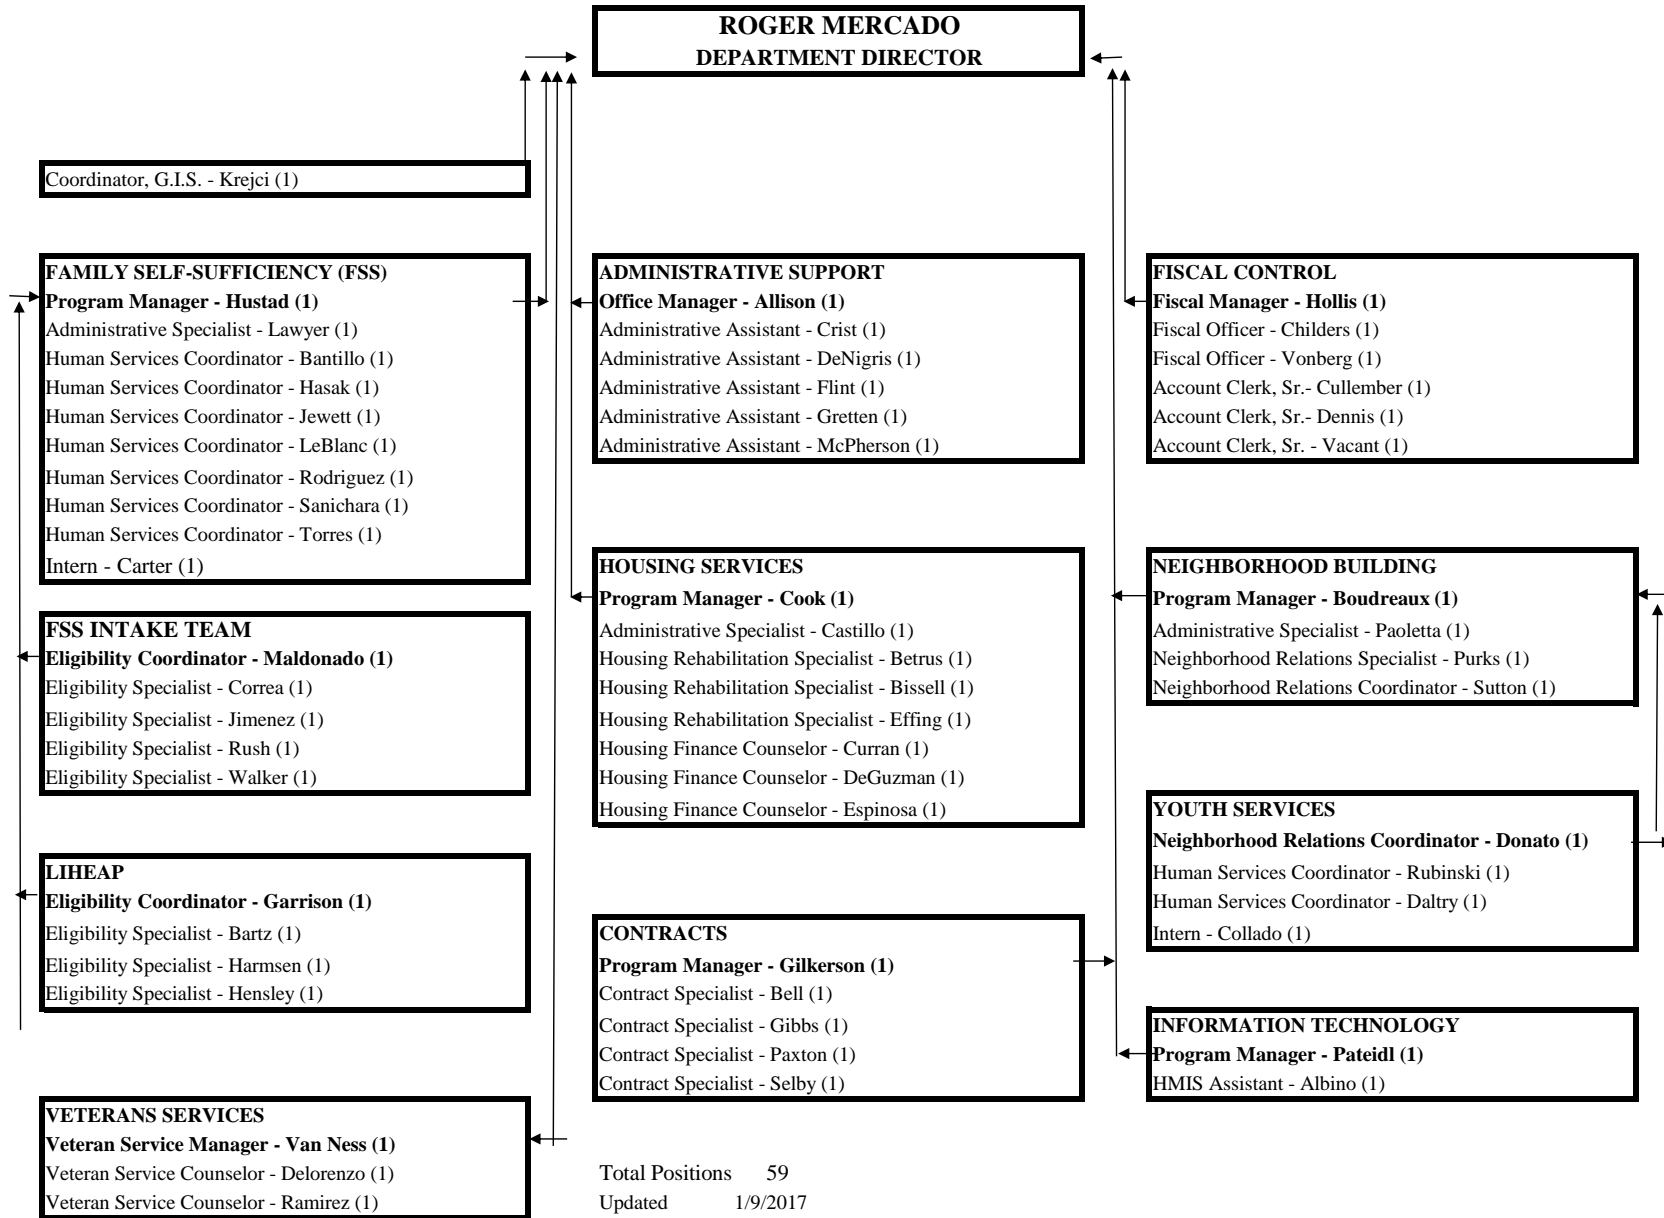 ROGER MERCADO
DEPARTMENT DIRECTOR
Coordinator, G.I.S. - Krejci (1)
FAMILY SELF-SUFFICIENCY (FSS)
Program Manager - Hustad (1)
Administrative Specialist - Lawyer (1)
Human Services Coordinator - Bantillo (1)
Human Services Coordinator - Hasak (1)
Human Services Coordinator - Jewett (1)
Human Services Coordinator - LeBlanc (1)
Human Services Coordinator - Rodriguez (1)
Human Services Coordinator - Sanichara (1)
Human Services Coordinator - Torres (1)
Intern - Carter (1)
FSS INTAKE TEAM
Eligibility Coordinator - Maldonado (1)
Eligibility Specialist - Correa (1)
Eligibility Specialist - Jimenez (1)
Eligibility Specialist - Rush (1)
Eligibility Specialist - Walker (1)
LIHEAP
Eligibility Coordinator - Garrison (1)
Eligibility Specialist - Bartz (1)
Eligibility Specialist - Harmsen (1)
Eligibility Specialist - Hensley (1)
VETERANS SERVICES
Veteran Service Manager - Van Ness (1)
Veteran Service Counselor - Delorenzo (1)
Veteran Service Counselor - Ramirez (1)
ADMINISTRATIVE SUPPORT
Office Manager - Allison (1)
Administrative Assistant - Crist (1)
Administrative Assistant - DeNigris (1)
Administrative Assistant - Flint (1)
Administrative Assistant - Gretten (1)
Administrative Assistant - McPherson (1)
HOUSING SERVICES
Program Manager - Cook (1)
Administrative Specialist - Castillo (1)
Housing Rehabilitation Specialist - Betrus (1)
Housing Rehabilitation Specialist - Bissell (1)
Housing Rehabilitation Specialist - Effing (1)
Housing Finance Counselor - Curran (1)
Housing Finance Counselor - DeGuzman (1)
Housing Finance Counselor - Espinosa (1)
CONTRACTS
Program Manager - Gilkerson (1)
Contract Specialist - Bell (1)
Contract Specialist - Gibbs (1)
Contract Specialist - Paxton (1)
Contract Specialist - Selby (1)
Total Positions 59
Updated 1/9/2017
FISCAL CONTROL
Fiscal Manager - Hollis (1)
Fiscal Officer - Childers (1)
Fiscal Officer - Vonberg (1)
Account Clerk, Sr.- Cullember (1)
Account Clerk, Sr.- Dennis (1)
Account Clerk, Sr. - Vacant (1)
NEIGHBORHOOD BUILDING
Program Manager - Boudreaux (1)
Administrative Specialist - Paoletta (1)
Neighborhood Relations Specialist - Purks (1)
Neighborhood Relations Coordinator - Sutton (1)
YOUTH SERVICES
Neighborhood Relations Coordinator - Donato (1)
Human Services Coordinator - Rubinski (1)
Human Services Coordinator - Daltry (1)
Intern - Collado (1)
INFORMATION TECHNOLOGY
Program Manager - Pateidl (1)
HMIS Assistant - Albino (1)